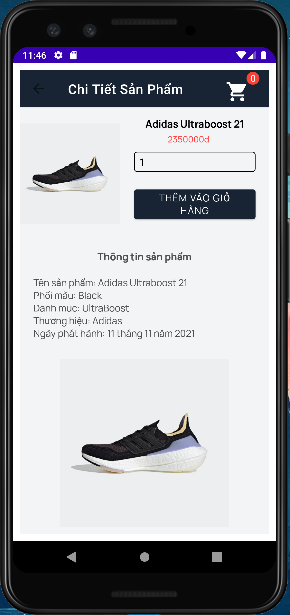 11:46
Chi Tiết Sản Phẩm
0
Adidas Ultraboost 21
2350000đ
1
THÊM VÀO GIỎ
HÀNG
Thông tin sản phẩm
Tên sản phẩm: Adidas Ultraboost 21
Phối màu: Black
Danh mục: UltraBoost
Thương hiệu: Adidas
Ngày phát hành: 11 tháng 11 năm 2021